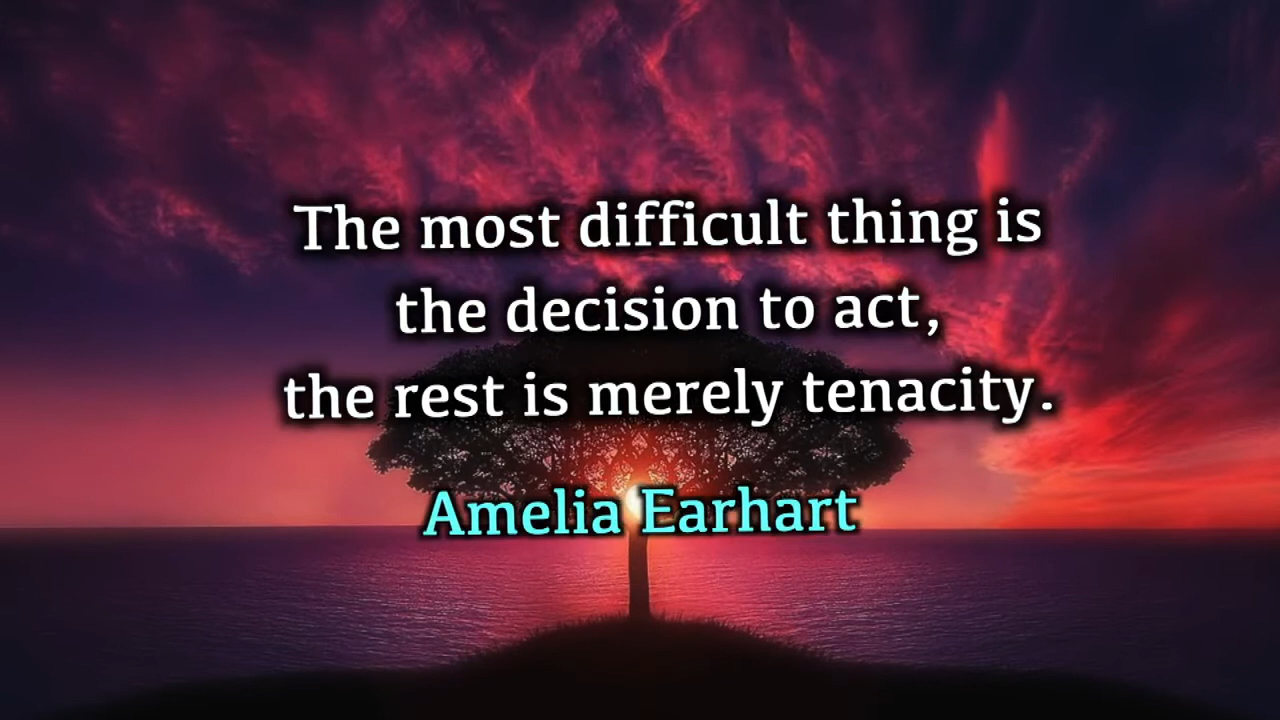 The most difficult thing is
the decision to act,
the rest is merely tenacity.
Amelia Earhart